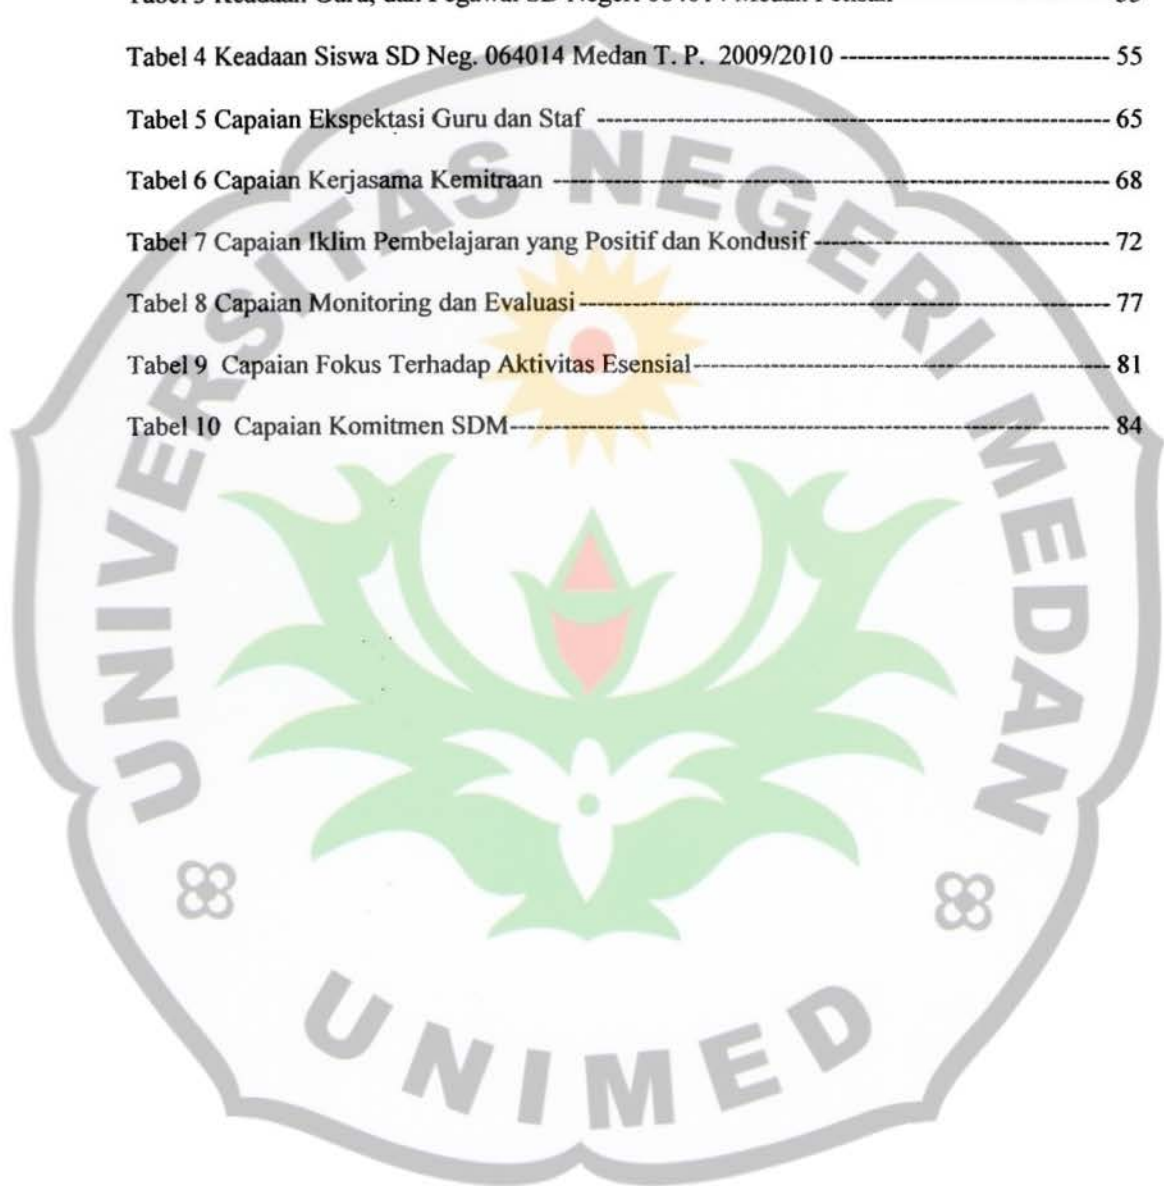 Tabel 4 Keadaan Siswa SD Neg. 064014 Medan T. P. 2009/2010 ------------------------------ 55
Tabel 5 Capaian Ekspektasi Guru dan Staf --------------------------------------------------------- 65
Tabel 6 Capaian Kerjasama Kemitraan -------------------------------------------------------------- 68
Tabel 7 Capaian Iklim Pembelajaran yang Positif dan Kondusif --------------------------------- 72
Tabel 8 Capaian Monitoring dan Evaluasi ----------------------------------------------------------- 77
Tabel 9 Capaian Fokus Terhadap Aktivitas Esensial ---------------------------------------------- 81
Tabel 10 Capaian Komitmen SDM ------------------------------------------------------------------- 84
UNIVERSITAS NEGERI MEDAN
UNIMED